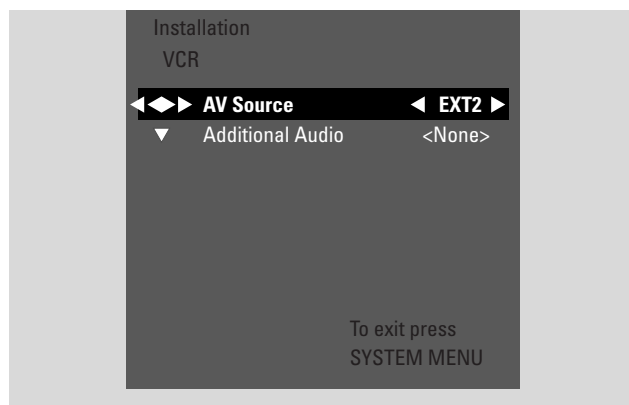 Installation
VCR
AV Source EXT2
Additional Audio <None>
To exit press
SYSTEM MENU